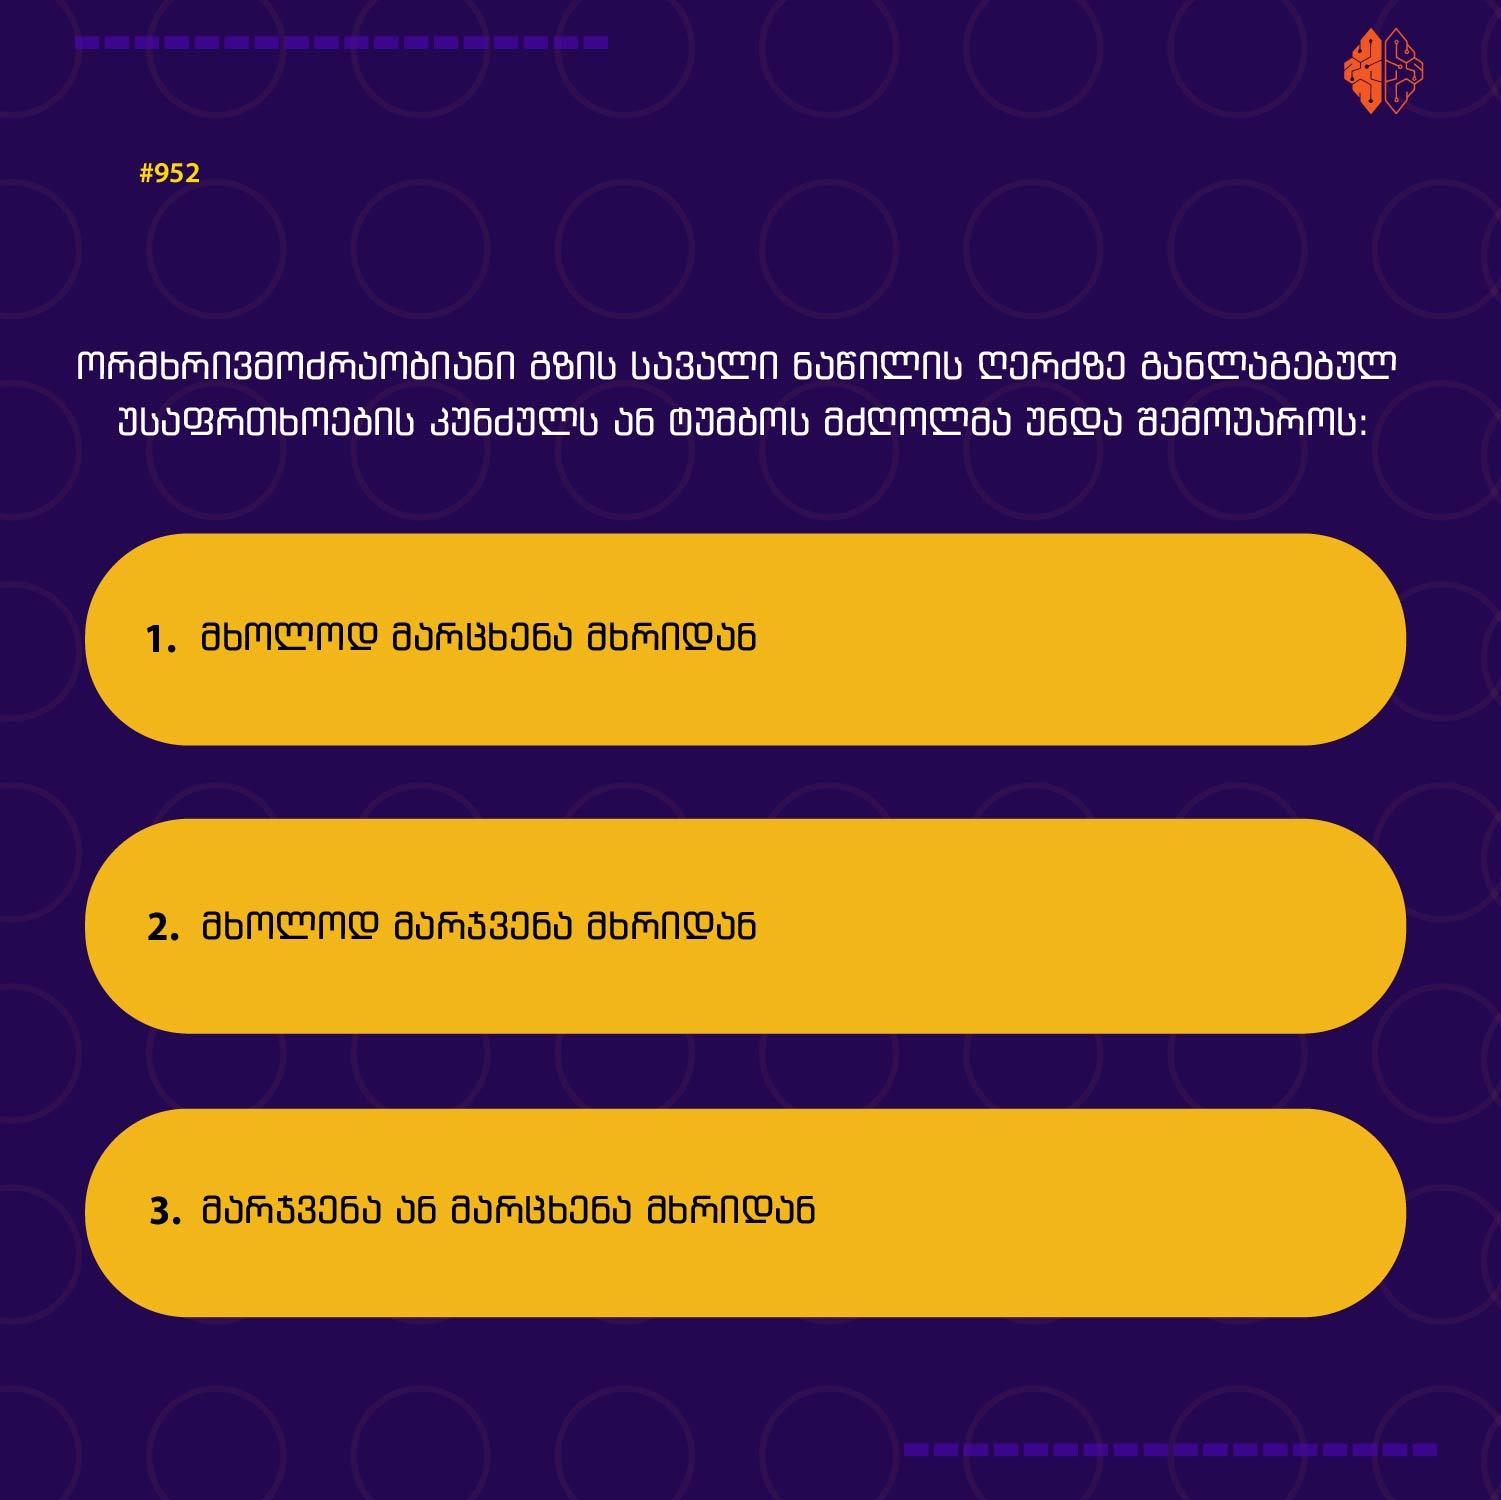 #952
ორმხრივმოძრაობიანი გზის სავალი ნაწილის ღერძზე განლაგებულ
უსაფრთხოების კუნძულს ან ტუმბოს მძღოლმა უნდა შემოუაროს:
1. მხოლოდ მარცხენა მხრიდან
2. მხოლოდ მარჯვენა მხრიდან
3. მარჯვენა ან მარცხენა მხრიდან